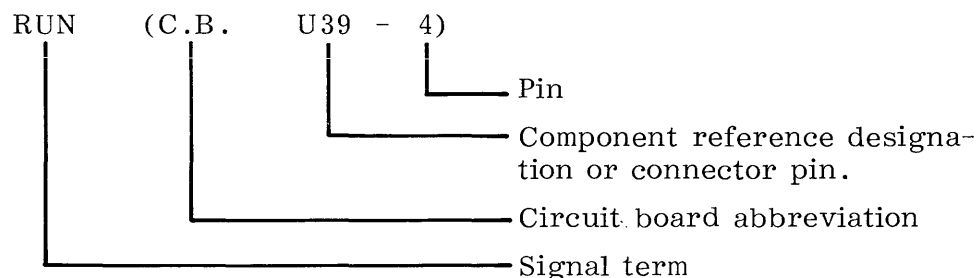 RUN (C.B. U39 - 4)
Pin
Component reference designa-
tion or connector pin.
Circuit board abbreviation
Signal term